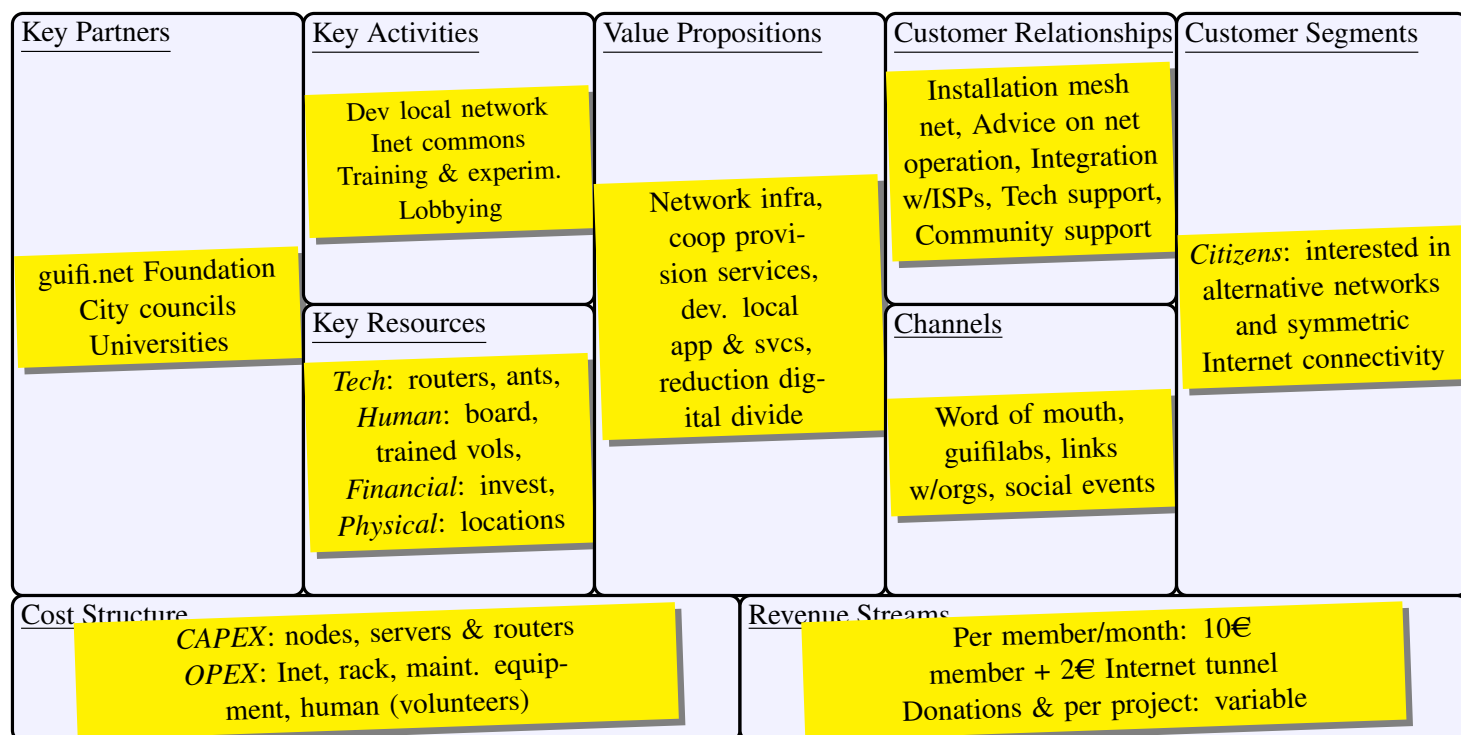 Key Partners
guifi.net Foundation
City councils
Universities
Key Activities
Dev local network
Inet commons
Training & experim.
Lobbying
Key Resources
Tech: routers, ants,
Human: board,
trained vols,
Financial: invest,
Physical: locations
Value Propositions
Network infra,
coop provi-
sion services,
dev. local
app & svcs,
reduction dig-
ital divide
Customer Relationships
Installation mesh
net, Advice on net
operation, Integration
w/ISPs, Tech support,
Community support
Channels
Word of mouth,
guifilabs, links
w/orgs, social events
Customer Segments
Citizens: interested in
alternative networks
and symmetric
Internet connectivity
Cost Structure
CAPEX: nodes, servers & routers
OPEX: Inet, rack, maint. equip-
ment, human (volunteers)
Revenue Streams
Per member/month: 10€
member + 2€ Internet tunnel
Donations & per project: variable